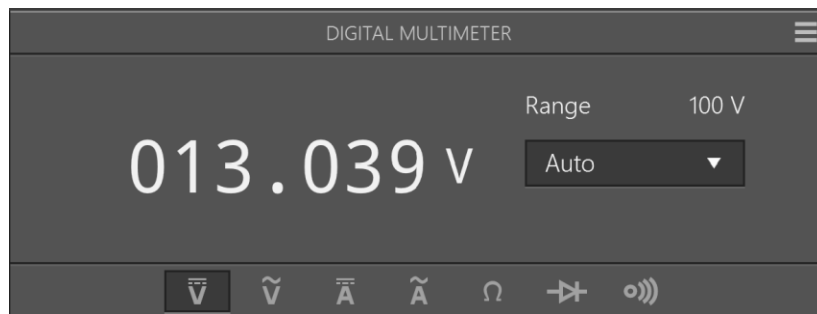 DIGITAL MULTIMETER
Range 100 V
013.039 V
Auto
V V A A Ω